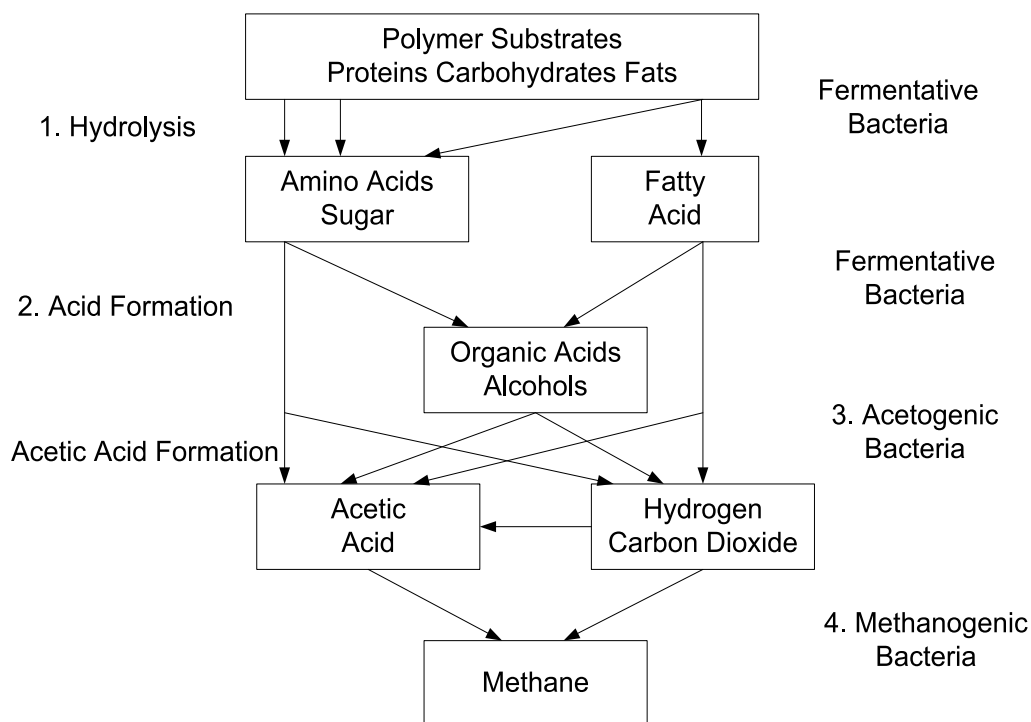 Polymer Substrates
Proteins Carbohydrates Fats
Fermentative
Bacteria
1. Hydrolysis
Amino Acids
Sugar
Fatty
Acid
Fermentative
Bacteria
2. Acid Formation
Organic Acids
Alcohols
3. Acetogenic
Bacteria
Acetic Acid Formation
Acetic
Acid
Hydrogen
Carbon Dioxide
4. Methanogenic
Bacteria
Methane